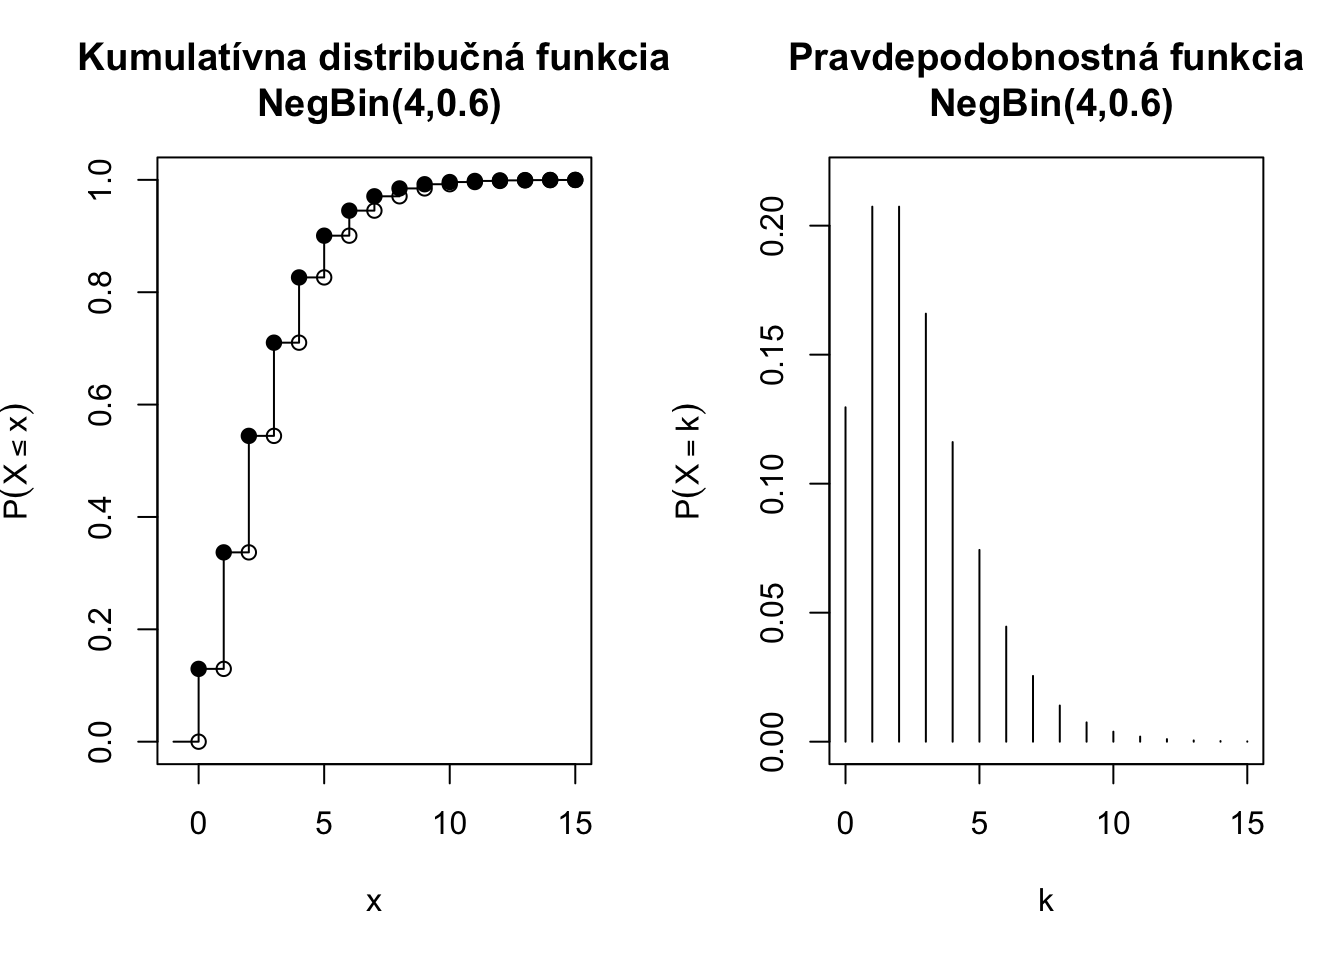 Kumulatívna distribučná funkcia
NegBin(4,0.6)
P(X ≤ x)
1.0
0.8
0.6
0.4
0.2
0.0
0 5 10 15
x
Pravdepodobnostná funkcia
NegBin(4,0.6)
P(X = k)
0.20
0.15
0.10
0.05
0.00
0 5 10 15
k